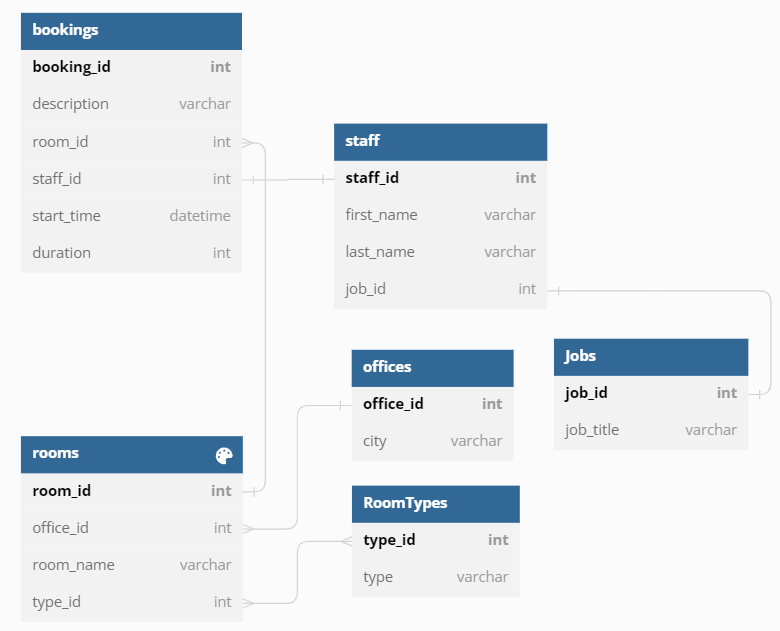 bookings
booking_id int
description varchar
room_id int
staff_id int
start_time datetime
duration int
staff
staff_id int
first_name varchar
last_name varchar
job_id int
offices
office_id int
city varchar
Jobs
job_id int
job_title varchar
rooms
room_id int
office_id int
room_name varchar
type_id int
RoomTypes
type_id int
type varchar